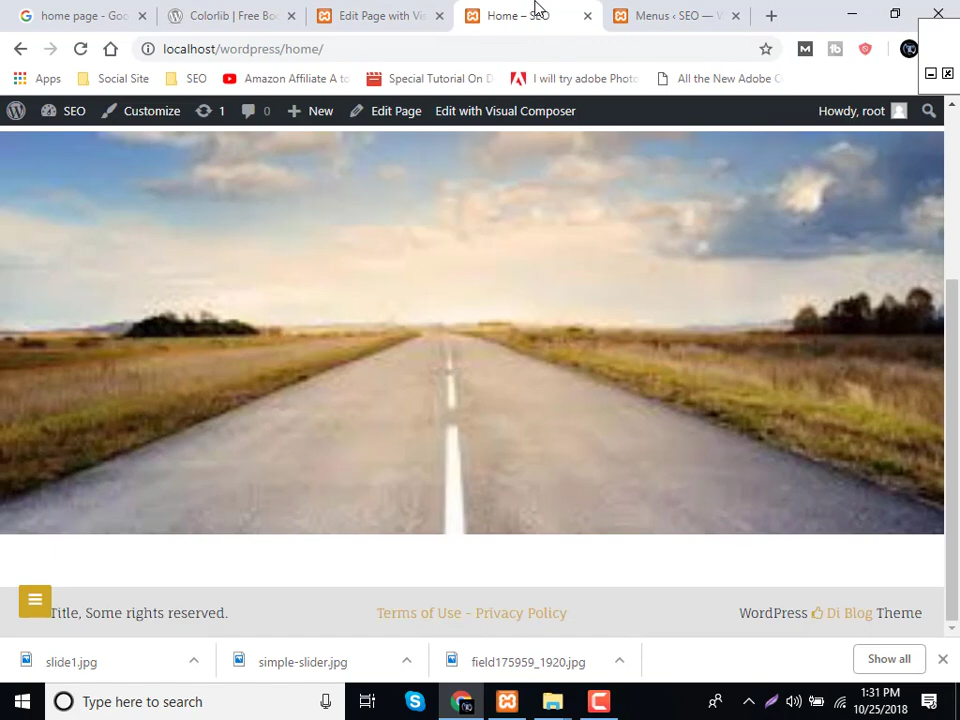 home page - Goo
Colorlib | Free Bo
Edit Page with Vi
Home – SEO
Menus ‹ SEO — V
localhost/wordpress/home/
Apps
Social Site
SEO
Amazon Affiliate A to
Special Tutorial On D
I will try adobe Photo
All the New Adobe C
SEO
Customize
1
0
New
Edit Page
Edit with Visual Composer
Howdy, root
Title, Some rights reserved.
Terms of Use - Privacy Policy
WordPress Di Blog Theme
slide1.jpg
simple-slider.jpg
field175959_1920.jpg
Show all
Type here to search
1:31 PM
10/25/2018